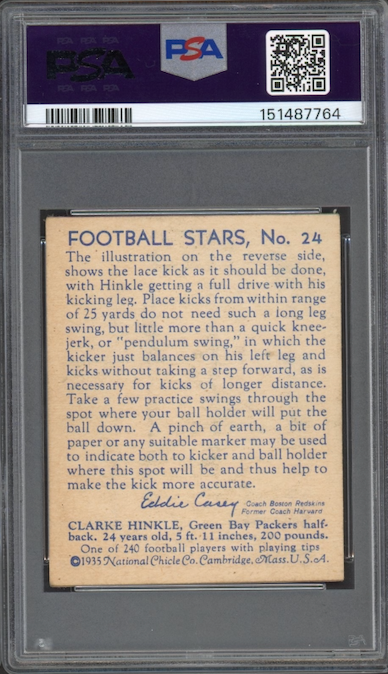 PSA PSA PSA
PSA
PSA PSA PSA
PSA
151487764
FOOTBALL STARS, No. 24
The illustration on the reverse side,
shows the lace kick as it should be done,
with Hinkle getting a full drive with his
kicking leg. Place kicks from within range
of 25 yards do not need such a long leg
swing, but little more than a quick knee-
jerk, or "pendulum swing," in which the
kicker just balances on his left leg and
kicks without taking a step forward, as is
necessary for kicks of longer distance.
Take a few practice swings through the
spot where your ball holder will put the
ball down. A pinch of earth, a bit of
paper or any suitable marker may be used
to indicate both to kicker and ball holder
where this spot will be and thus help to
make the kick more accurate.
Eddie Casey -Coach Boston Redskins
Former Coach Harvard
CLARKE HINKLE, Green Bay Packers half-
back. 24 years old, 5 ft. 11 inches, 200 pounds.
One of 240 football players with playing tips
©1935 National Chicle Co. Cambridge, Mass. U.S.A.